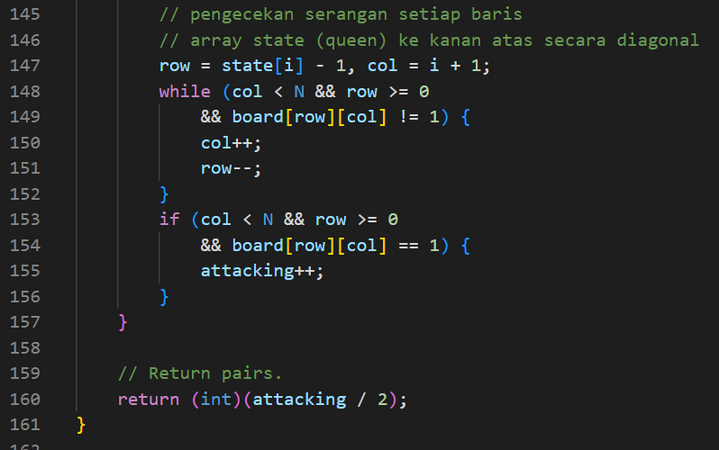 145 // pengecekan serangan setiap baris
146 // array state (queen) ke kanan atas secara diagonal
147 row = state[i] - 1, col = i + 1;
148 while (col < N && row >= 0
149 && board[row][col] != 1) {
150 col++;
151 row--;
152 }
153 if (col < N && row >= 0
154 && board[row][col] == 1) {
155 attacking++;
156 }
157 }
158
159 // Return pairs.
160 return (int)(attacking / 2);
161 }